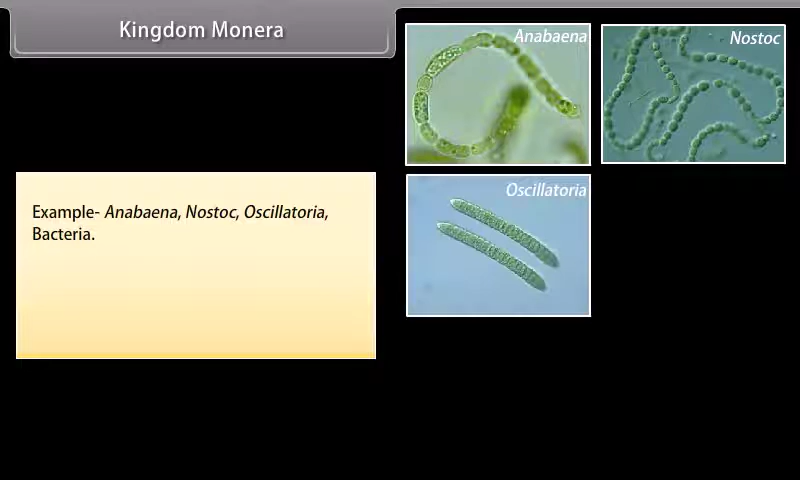 Kingdom Monera
Anabaena
Nostoc
Example- Anabaena, Nostoc, Oscillatoria,
Bacteria.
Oscillatoria